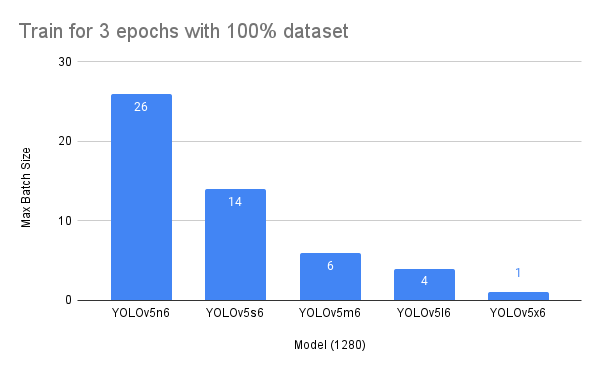 Train for 3 epochs with 100% dataset
Max Batch Size
30
20
10
0
26
14
6
4
1
YOLOv5n6
YOLOv5s6
YOLOv5m6
YOLOv5l6
YOLOv5x6
Model (1280)